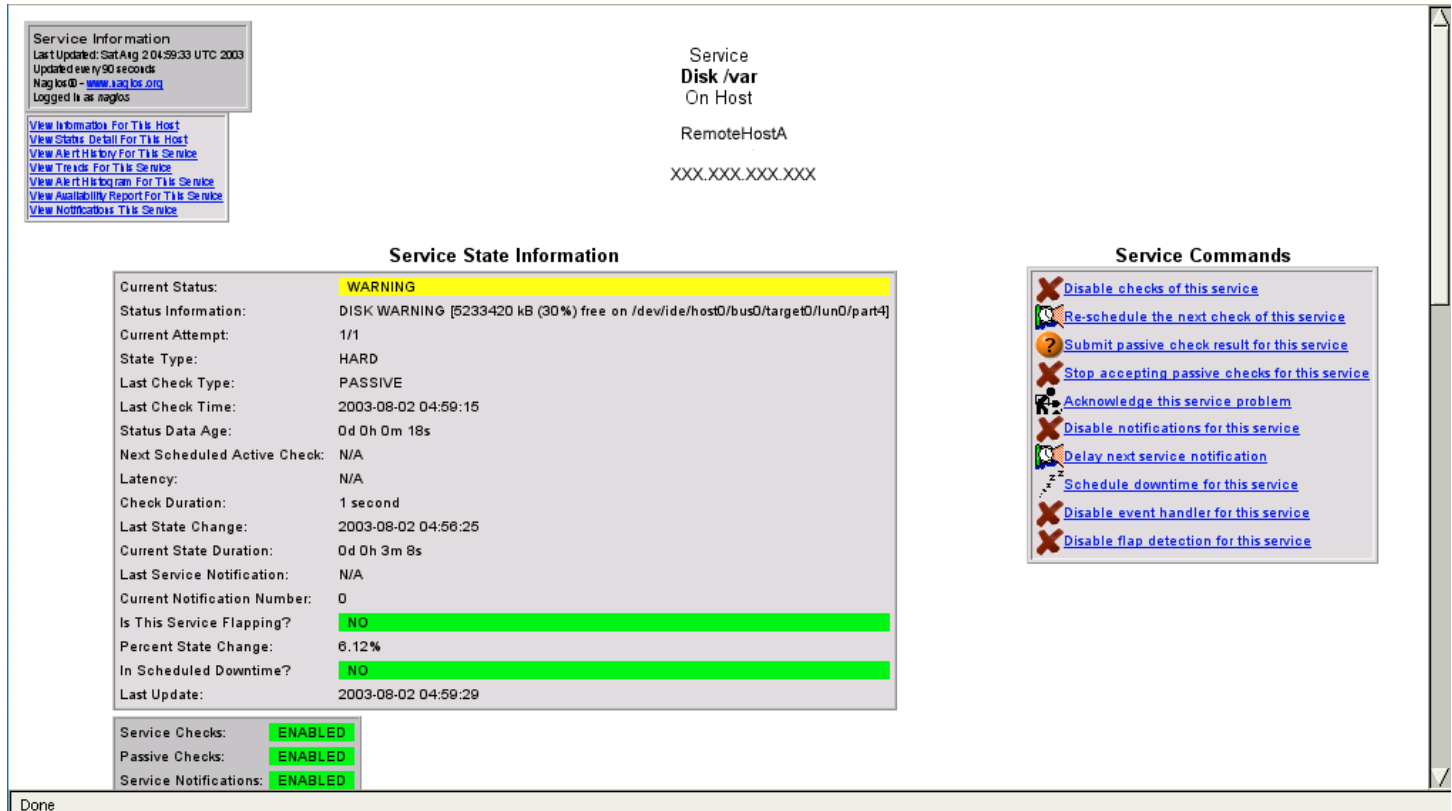 Service Information
Last Updated: Sat Aug 2 04:59:33 UTC 2003
Updated every 90 seconds
Nagios® - www.nagios.org
Logged in as nagios
View Information For This Host
View Status Detail For This Host
View Alert History For This Service
View Trends For This Service
View Alert Histogram For This Service
View Availability Report For This Service
View Notifications This Service
Service
Disk /var
On Host
RemoteHostA
XXX.XXX.XXX.XXX
Service State Information
Current Status: WARNING
Status Information: DISK WARNING [5233420 kB (30%) free on /dev/ide/host0/bus0/target0/lun0/part4]
Current Attempt: 1/1
State Type: HARD
Last Check Type: PASSIVE
Last Check Time: 2003-08-02 04:59:15
Status Data Age: 0d 0h 0m 18s
Next Scheduled Active Check: N/A
Latency: N/A
Check Duration: 1 second
Last State Change: 2003-08-02 04:56:25
Current State Duration: 0d 0h 3m 8s
Last Service Notification: N/A
Current Notification Number: 0
Is This Service Flapping? NO
Percent State Change: 6.12%
In Scheduled Downtime? NO
Last Update: 2003-08-02 04:59:29
Service Checks: ENABLED
Passive Checks: ENABLED
Service Notifications: ENABLED
Service Commands
Disable checks of this service
Re-schedule the next check of this service
Submit passive check result for this service
Stop accepting passive checks for this service
Acknowledge this service problem
Disable notifications for this service
Delay next service notification
Schedule downtime for this service
Disable event handler for this service
Disable flap detection for this service
Done